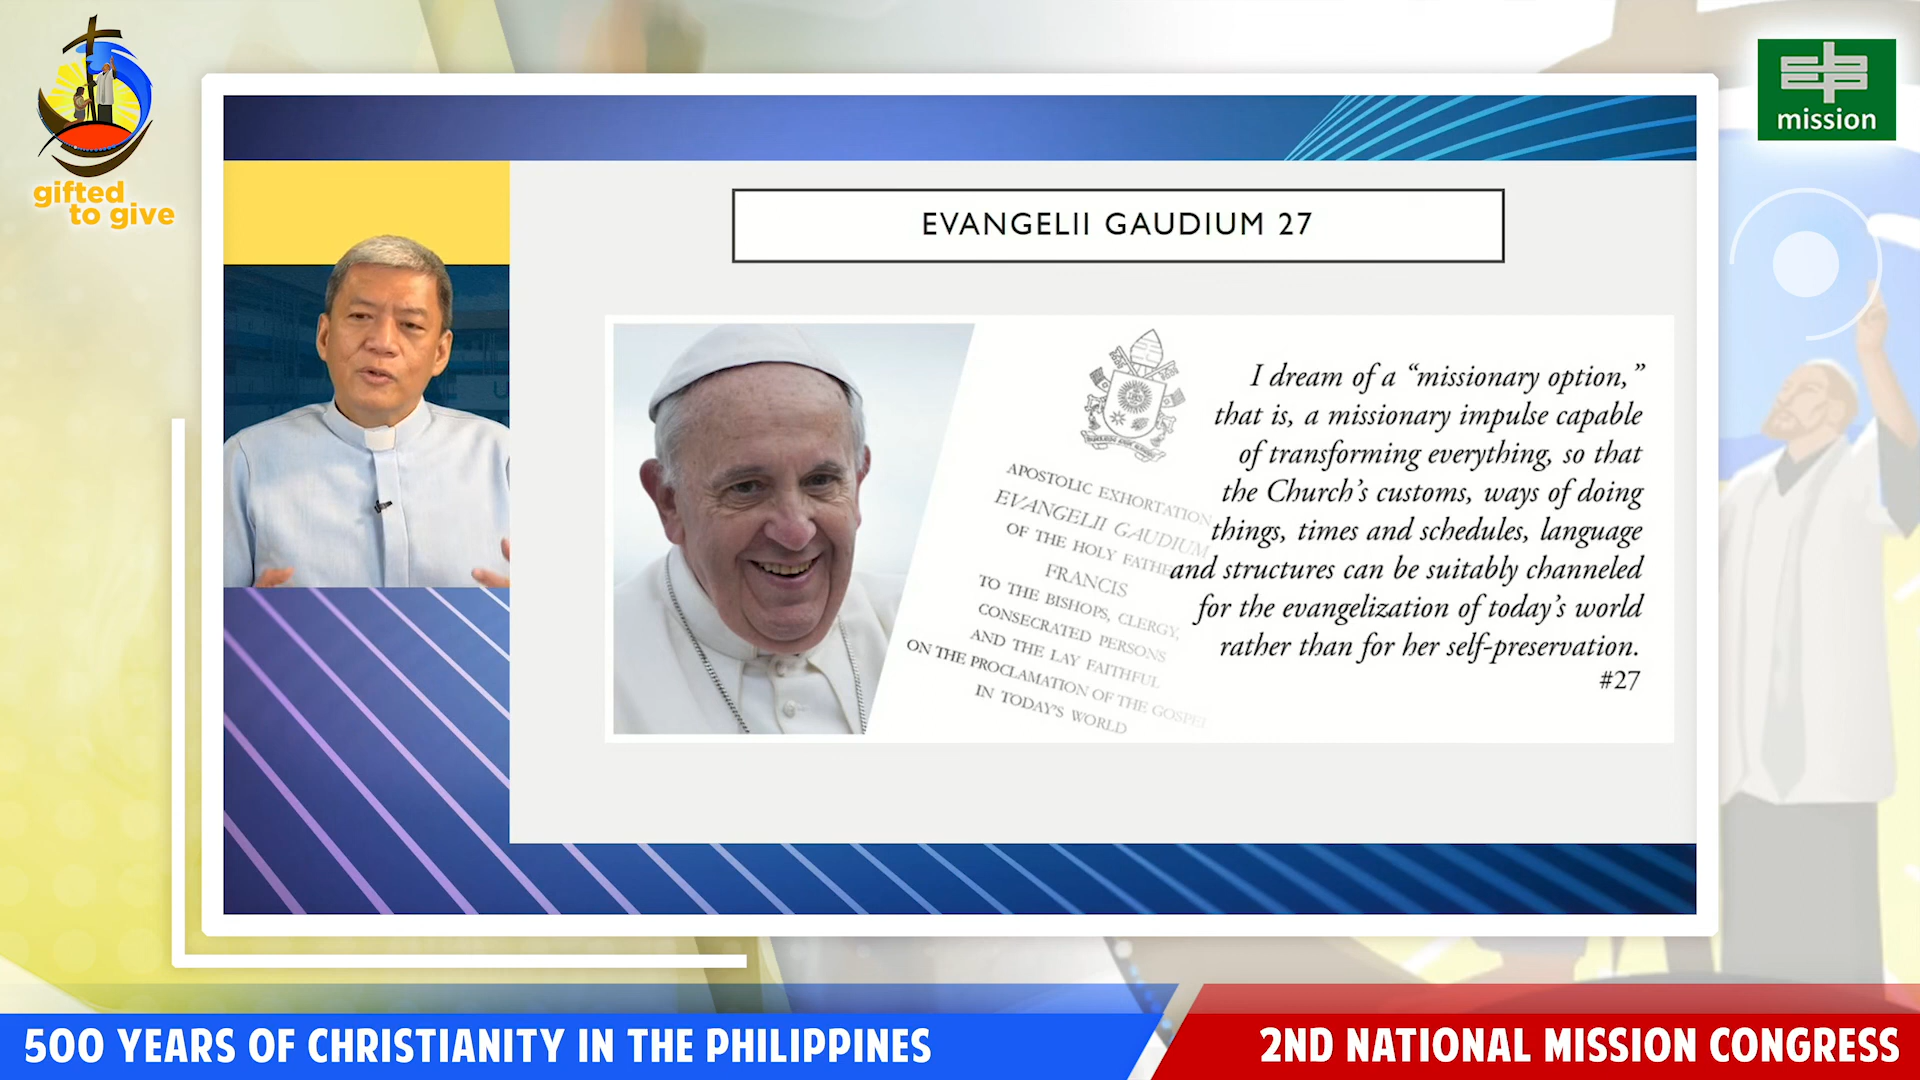 gifted
to give
mission
EVANGELII GAUDIUM 27
APOSTOLIC EXHORTATION
EVANGELII GAUDIUM
OF THE HOLY FATHE
FRANCIS
TO THE BISHOPS, CLERGY,
CONSECRATED PERSONS
AND THE LAY FAITHFUL
ON THE PROCLAMATION OF THE GOSPEL
IN TODAY'S WORLD
I dream of a “missionary option,”
that is, a missionary impulse capable
of transforming everything, so that
the Church’s customs, ways of doing
things, times and schedules, language
and structures can be suitably channeled
for the evangelization of today’s world
rather than for her self-preservation.
#27
500 YEARS OF CHRISTIANITY IN THE PHILIPPINES
2ND NATIONAL MISSION CONGRESS